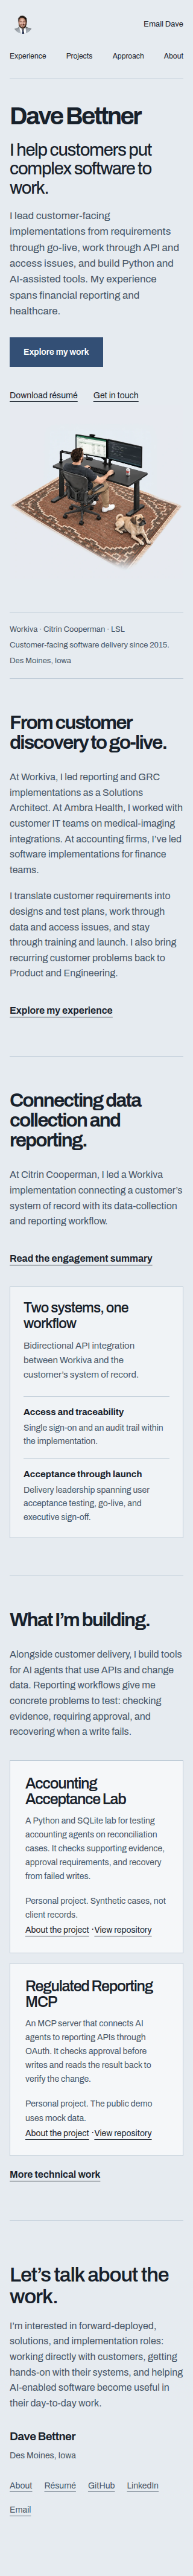 Email Dave
Experience Projects Approach About
Dave Bettner
I help customers put
complex software to
work.
I lead customer-facing
implementations from requirements
through go-live, work through API and
access issues, and build Python and
AI-assisted tools. My experience
spans financial reporting and
healthcare.
Explore my work
Download résumé Get in touch
Workiva · Citrin Cooperman · LSL
Customer-facing software delivery since 2015.
Des Moines, Iowa
From customer
discovery to go-live.
At Workiva, I led reporting and GRC
implementations as a Solutions
Architect. At Ambra Health, I worked with
customer IT teams on medical-imaging
integrations. At accounting firms, I’ve led
software implementations for finance
teams.
I translate customer requirements into
designs and test plans, work through
data and access issues, and stay
through training and launch. I also bring
recurring customer problems back to
Product and Engineering.
Explore my experience
Connecting data
collection and
reporting.
At Citrin Cooperman, I led a Workiva
implementation connecting a customer’s
system of record with its data-collection
and reporting workflow.
Read the engagement summary
Two systems, one
workflow
Bidirectional API integration
between Workiva and the
customer’s system of record.
Access and traceability
Single sign-on and an audit trail within
the implementation.
Acceptance through launch
Delivery leadership spanning user
acceptance testing, go-live, and
executive sign-off.
What I’m building.
Alongside customer delivery, I build tools
for AI agents that use APIs and change
data. Reporting workflows give me
concrete problems to test: checking
evidence, requiring approval, and
recovering when a write fails.
Accounting
Acceptance Lab
A Python and SQLite lab for testing
accounting agents on reconciliation
cases. It checks supporting evidence,
approval requirements, and recovery
from failed writes.
Personal project. Synthetic cases, not
client records.
About the project · View repository
Regulated Reporting
MCP
An MCP server that connects AI
agents to reporting APIs through
OAuth. It checks approval before
writes and reads the result back to
verify the change.
Personal project. The public demo
uses mock data.
About the project · View repository
More technical work
Let’s talk about the
work.
I’m interested in forward-deployed,
solutions, and implementation roles:
working directly with customers, getting
hands-on with their systems, and helping
AI-enabled software become useful in
their day-to-day work.
Dave Bettner
Des Moines, Iowa
About Résumé GitHub LinkedIn
Email